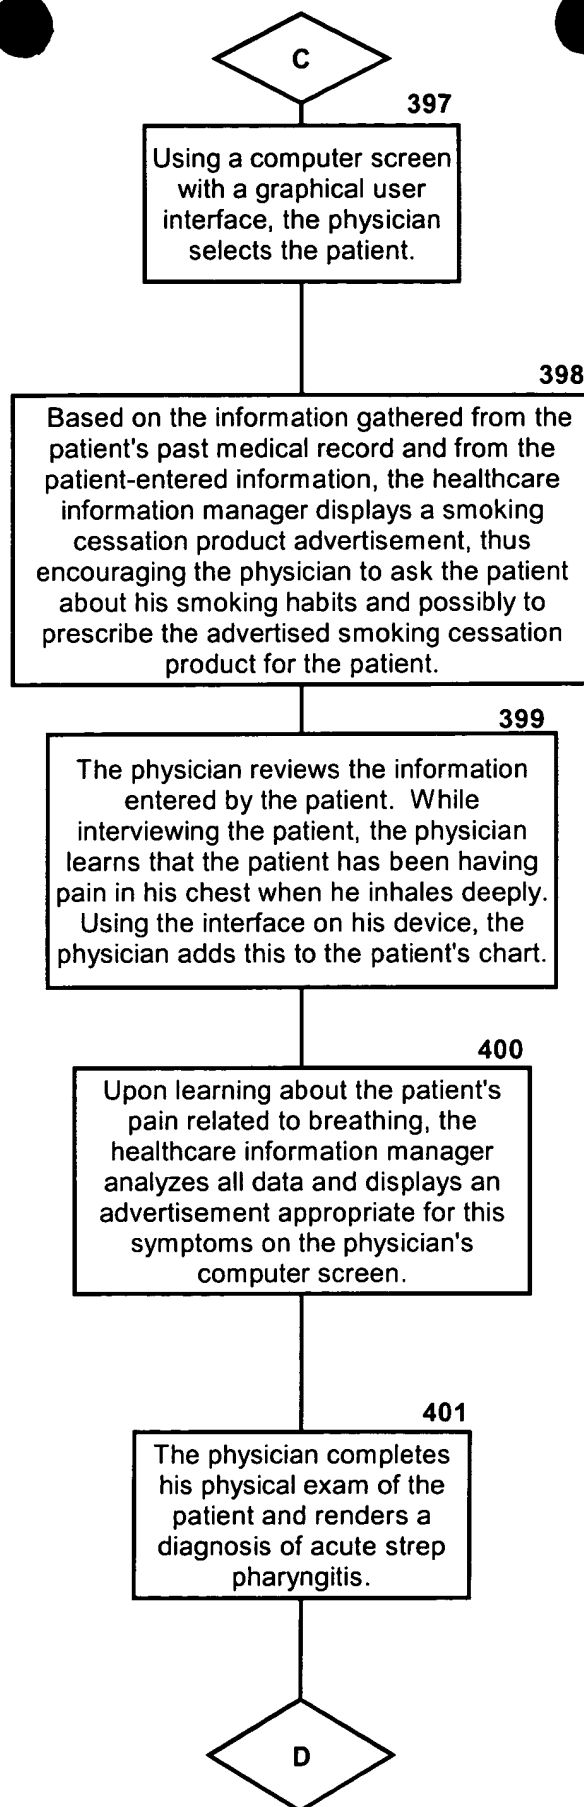 C
397
Using a computer screen
with a graphical user
interface, the physician
selects the patient.
398
Based on the information gathered from the
patient's past medical record and from the
patient-entered information, the healthcare
information manager displays a smoking
cessation product advertisement, thus
encouraging the physician to ask the patient
about his smoking habits and possibly to
prescribe the advertised smoking cessation
product for the patient.
399
The physician reviews the information
entered by the patient. While
interviewing the patient, the physician
learns that the patient has been having
pain in his chest when he inhales deeply.
Using the interface on his device, the
physician adds this to the patient's chart.
400
Upon learning about the patient's
pain related to breathing, the
healthcare information manager
analyzes all data and displays an
advertisement appropriate for this
symptoms on the physician's
computer screen.
401
The physician completes
his physical exam of the
patient and renders a
diagnosis of acute strep
pharyngitis.
D